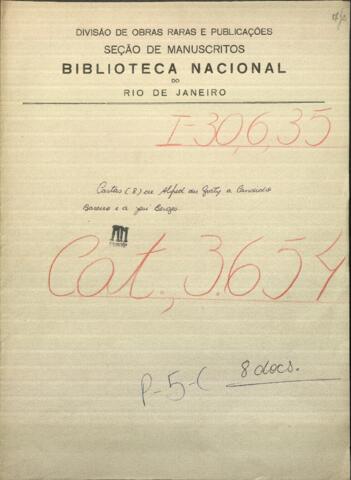 DIVISÃO DE OBRAS RARAS E PUBLICAÇÕES
SEÇÃO DE MANUSCRITOS
BIBLIOTECA NACIONAL
DO
RIO DE JANEIRO
I-30,6,35
Cartas (8) de Alfred du Graty a Candido
Bareiro e a José Berges
Cat., 3.654
P-5-C 8 docs.